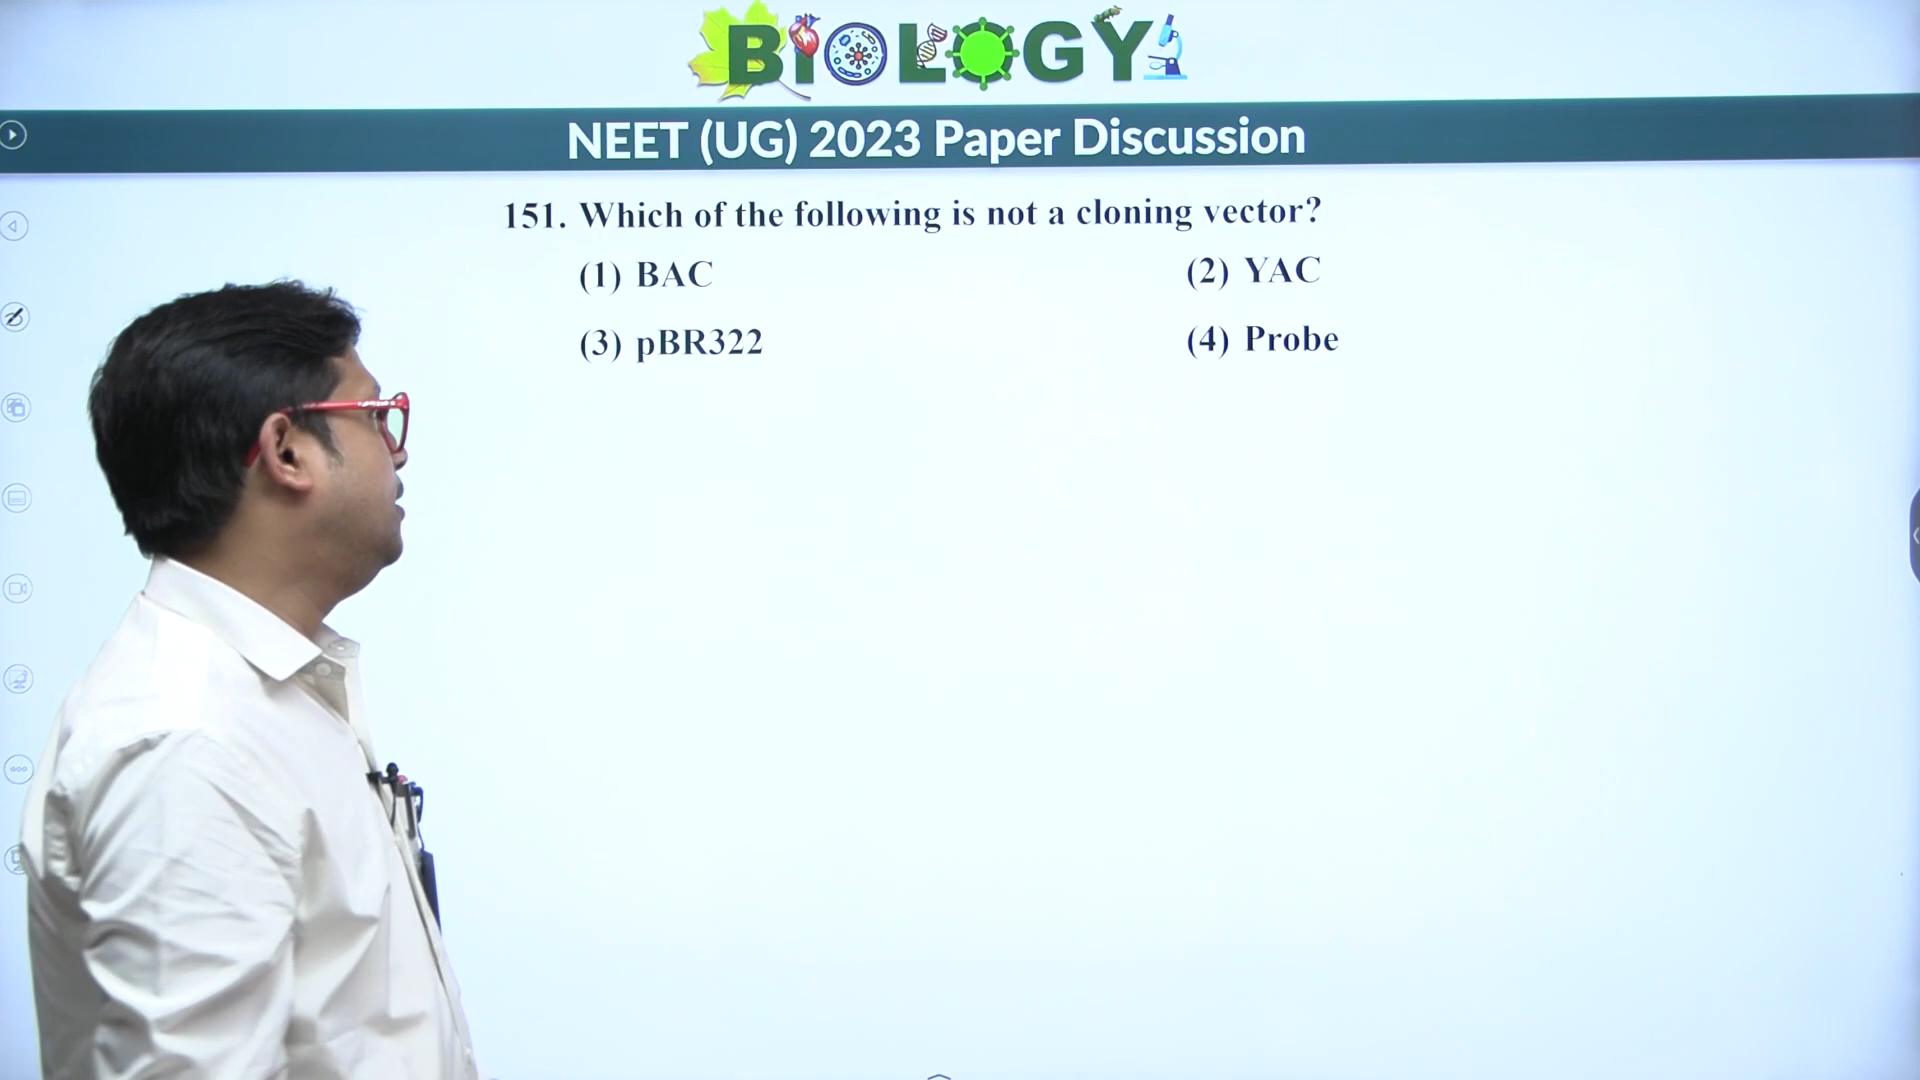 BIOLOGY
NEET (UG) 2023 Paper Discussion
151. Which of the following is not a cloning vector?
(1) BAC (2) YAC
(3) pBR322 (4) Probe